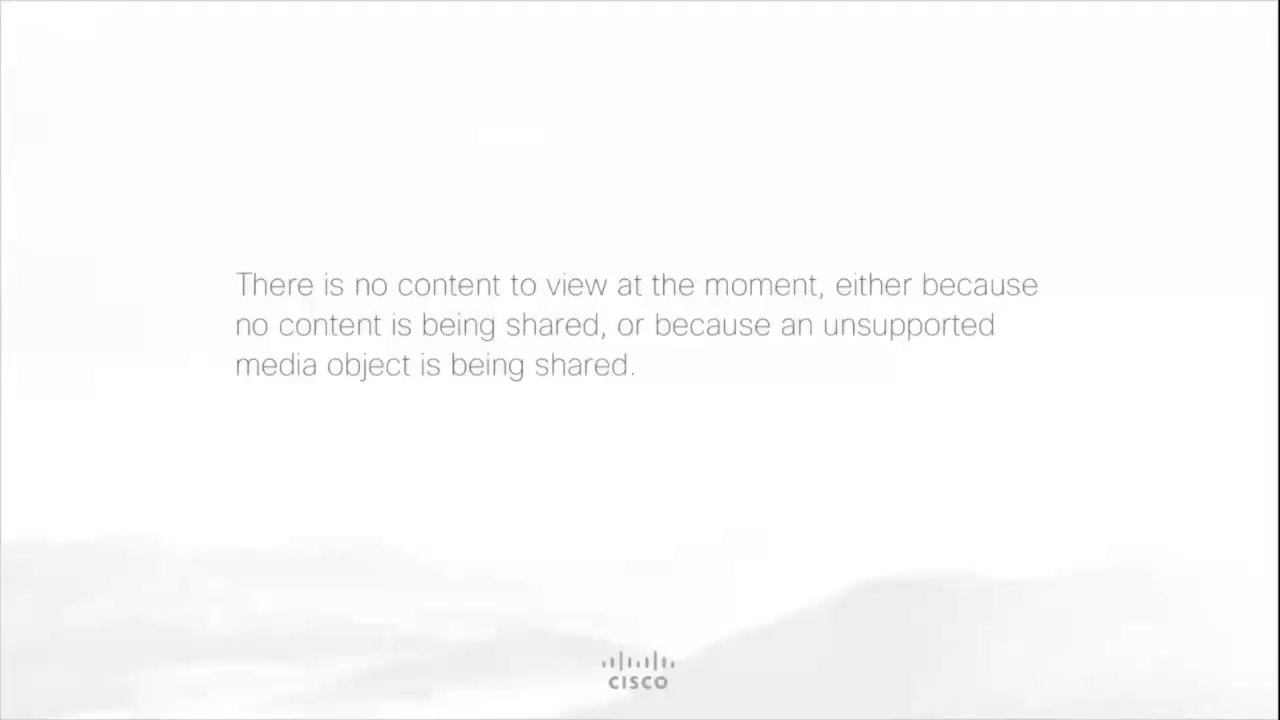 There is no content to view at the moment, either because
no content is being shared, or because an unsupported
media object is being shared.
CISCO